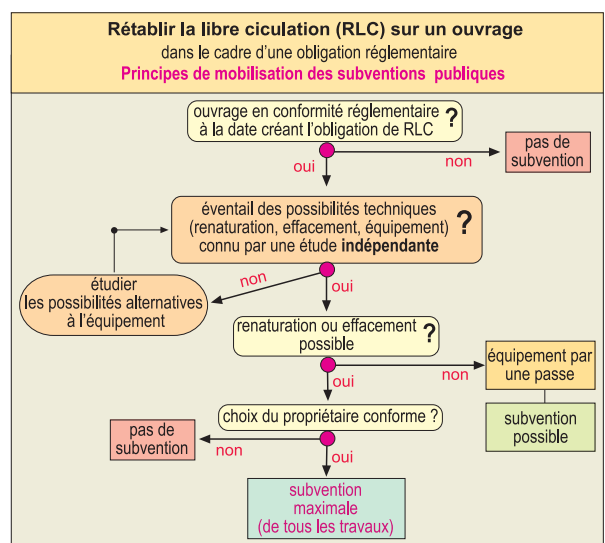 Rétablir la libre ciculation (RLC) sur un ouvrage
dans le cadre d'une obligation réglementaire
Principes de mobilisation des subventions publiques
ouvrage en conformité réglementaire
à la date créant l'obligation de RLC ?
oui
non
pas de
subvention
éventail des possibilités techniques
(renaturation, effacement, équipement) ?
connu par une étude indépendante
non
oui
étudier
les possibilités alternatives
à l'équipement
renaturation ou effacement ?
possible
oui
non
équipement par
une passe
subvention
possible
choix du propriétaire conforme ?
non
oui
pas de
subvention
subvention
maximale
(de tous les travaux)